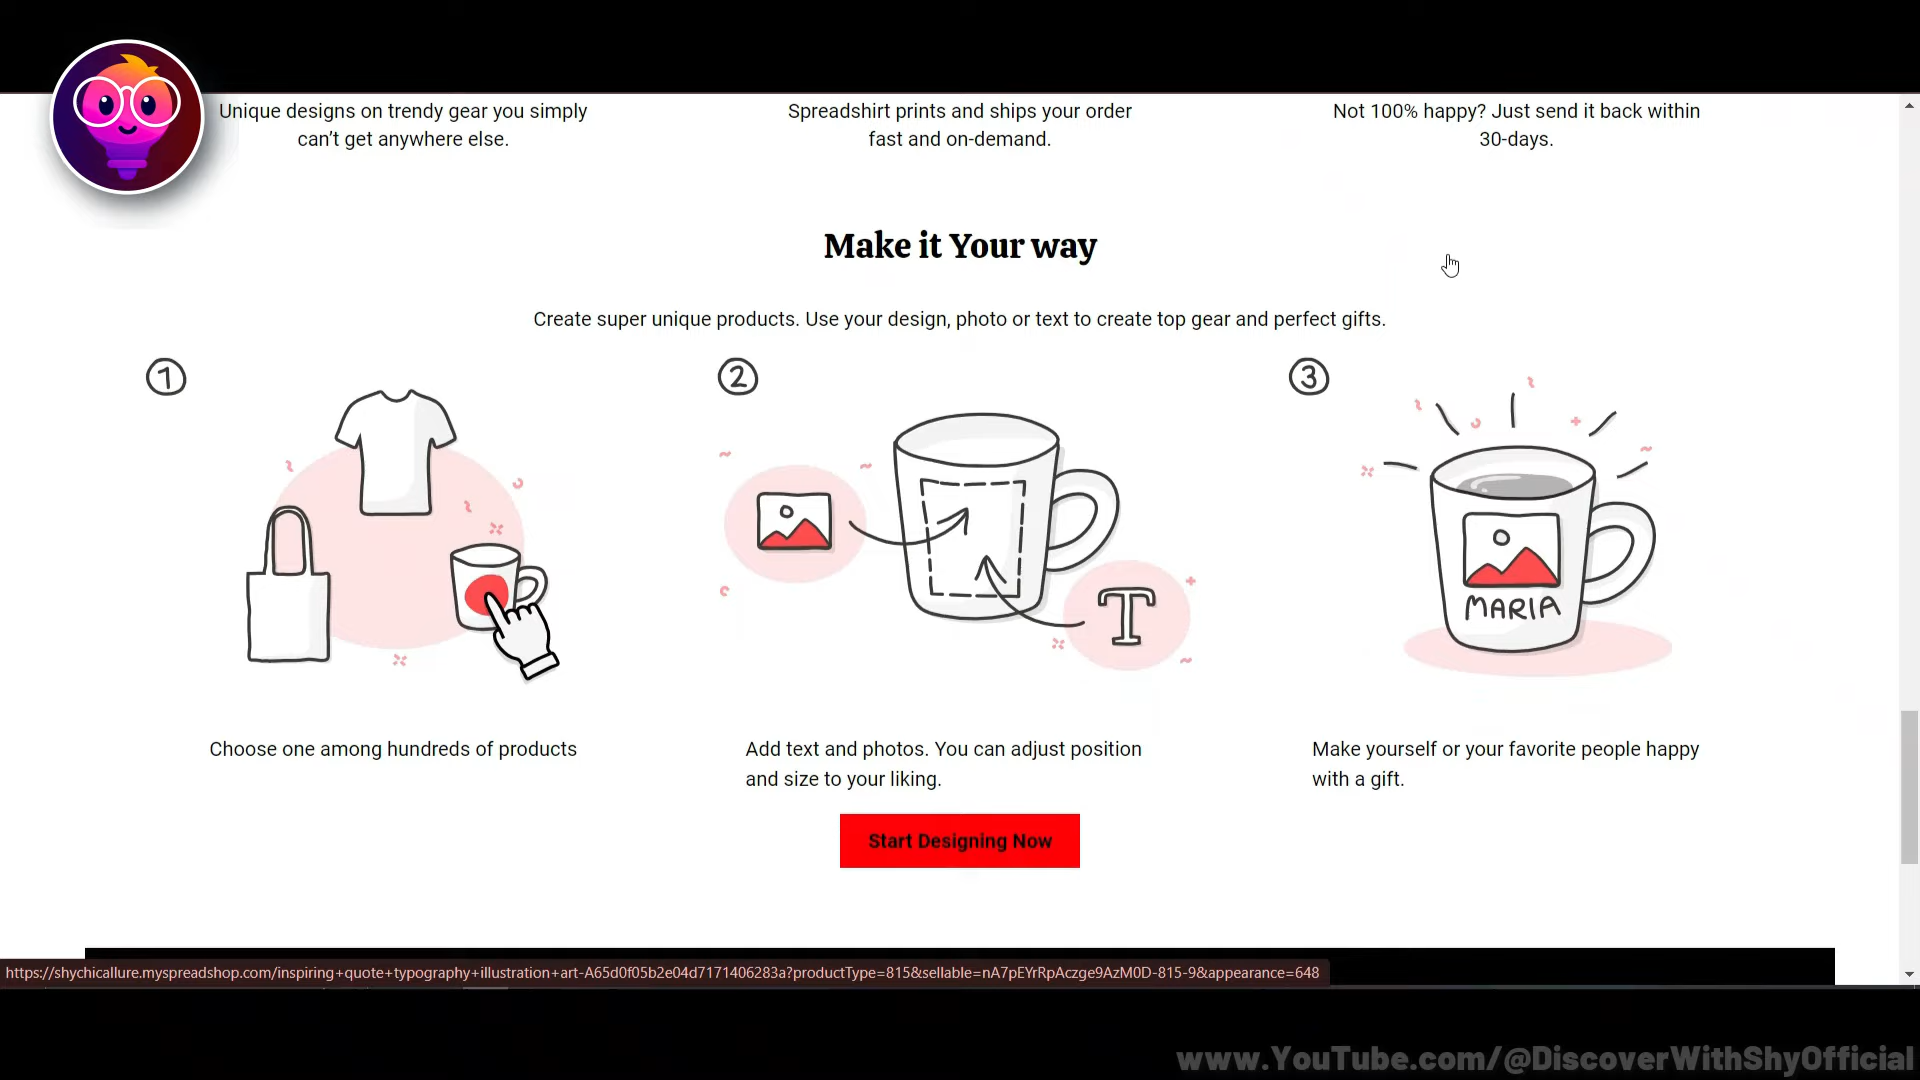 Unique designs on trendy gear you simply
can’t get anywhere else.
Spreadshirt prints and ships your order
fast and on-demand.
Not 100% happy? Just send it back within
30-days.
Make it Your way
Create super unique products. Use your design, photo or text to create top gear and perfect gifts.
1
2
3
T
MARIA
Choose one among hundreds of products
Add text and photos. You can adjust position
and size to your liking.
Make yourself or your favorite people happy
with a gift.
Start Designing Now
https://shychicallure.myspreadshop.com/inspiring+quote+typography+illustration+art-A65d0f05b2e04d7171406283a?productType=815&sellable=nA7pEYrRpAczge9AzM0D-815-9&appearance=648
www.YouTube.com/@DiscoverWithShyOfficial